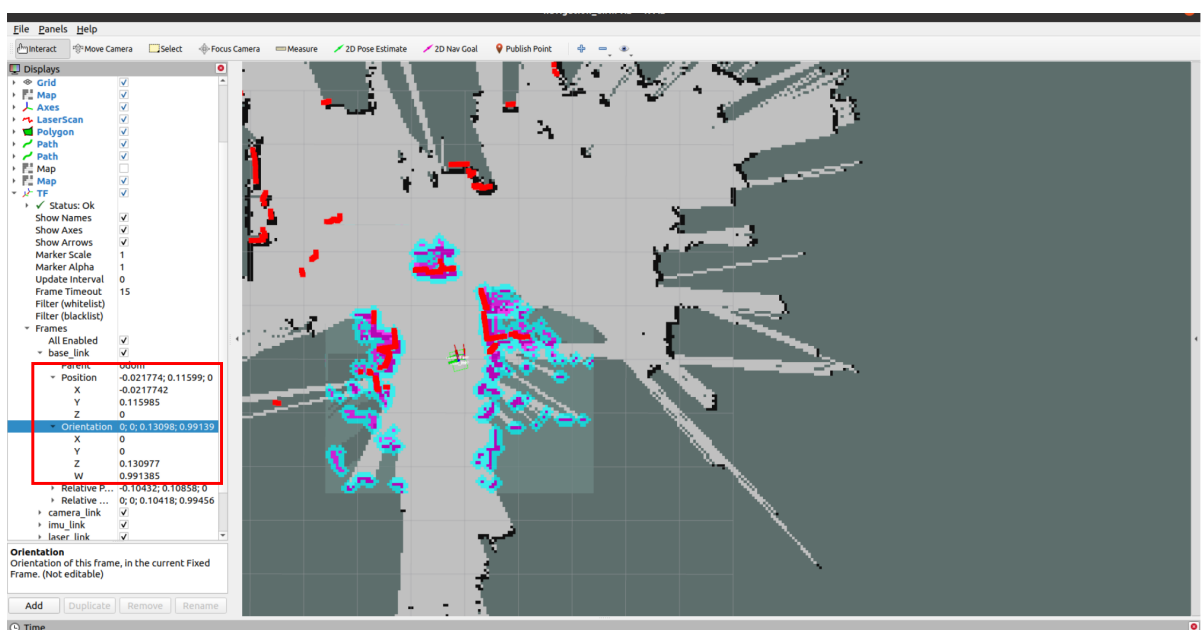 File Panels Help
Interact Move Camera Select Focus Camera Measure 2D Pose Estimate 2D Nav Goal Publish Point
Displays
Grid
Map
Axes
LaserScan
Polygon
Path
Path
Map
Map
TF
Status: Ok
Show Names
Show Axes
Show Arrows
Marker Scale 1
Marker Alpha 1
Update Interval 0
Frame Timeout 15
Filter (whitelist)
Filter (blacklist)
Frames
All Enabled
base_link
Parent odom
Position -0.021774; 0.11599; 0
X -0.0217742
Y 0.115985
Z 0
Orientation 0; 0; 0.13098; 0.99139
X 0
Y 0
Z 0.130977
W 0.991385
Relative P... -0.10432; 0.10858; 0
Relative ... 0; 0; 0.10418; 0.99456
camera_link
imu_link
laser_link
Orientation
Orientation of this frame, in the current Fixed
Frame. (Not editable)
Add Duplicate Remove Rename
Time